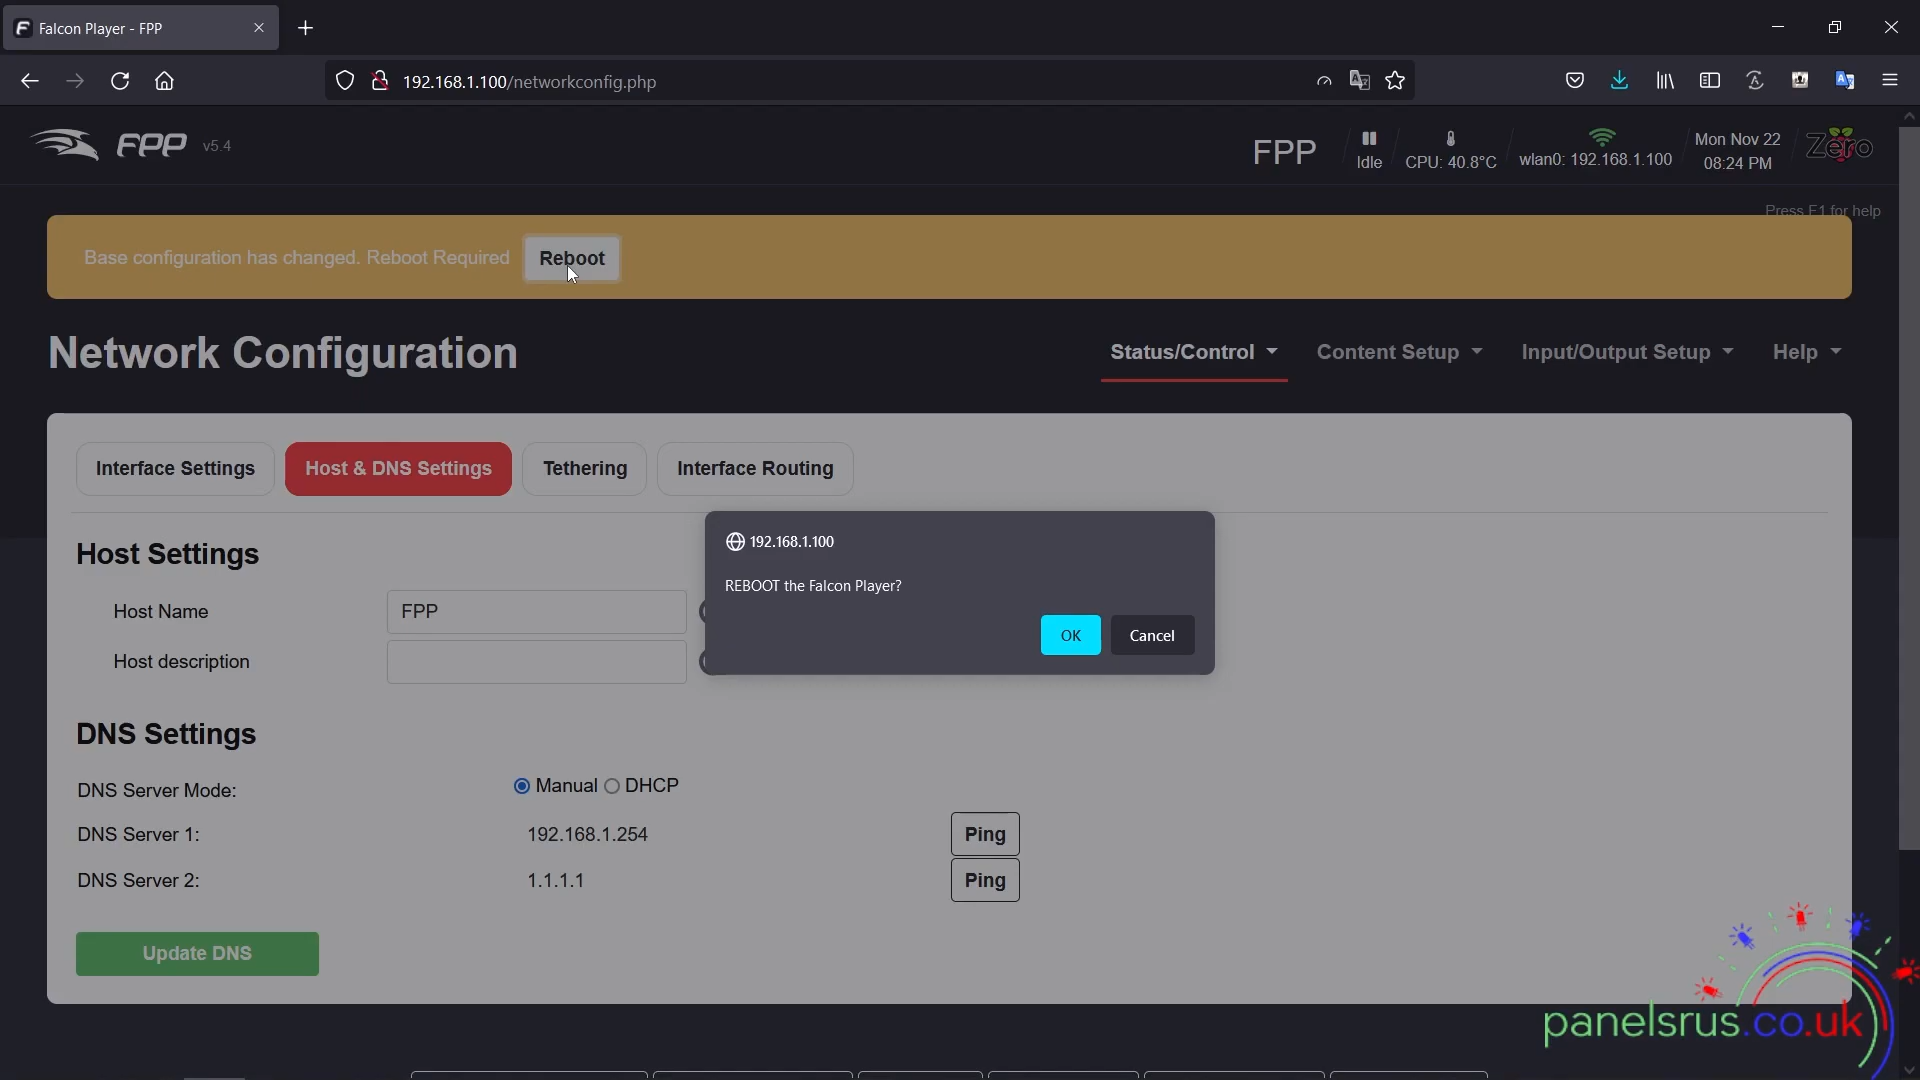 Falcon Player - FPP
192.168.1.100/networkconfig.php
FPP v5.4
FPP
Idle
CPU: 40.8°C
wlan0: 192.168.1.100
Mon Nov 22
08:24 PM
Zero
Press F1 for help
Base configuration has changed. Reboot Required
Reboot
Network Configuration
Status/Control
Content Setup
Input/Output Setup
Help
Interface Settings
Host & DNS Settings
Tethering
Interface Routing
192.168.1.100
REBOOT the Falcon Player?
OK
Cancel
Host Settings
Host Name
FPP
Host description
DNS Settings
DNS Server Mode:
Manual
DHCP
DNS Server 1:
192.168.1.254
Ping
DNS Server 2:
1.1.1.1
Ping
Update DNS
panelsrus.co.uk